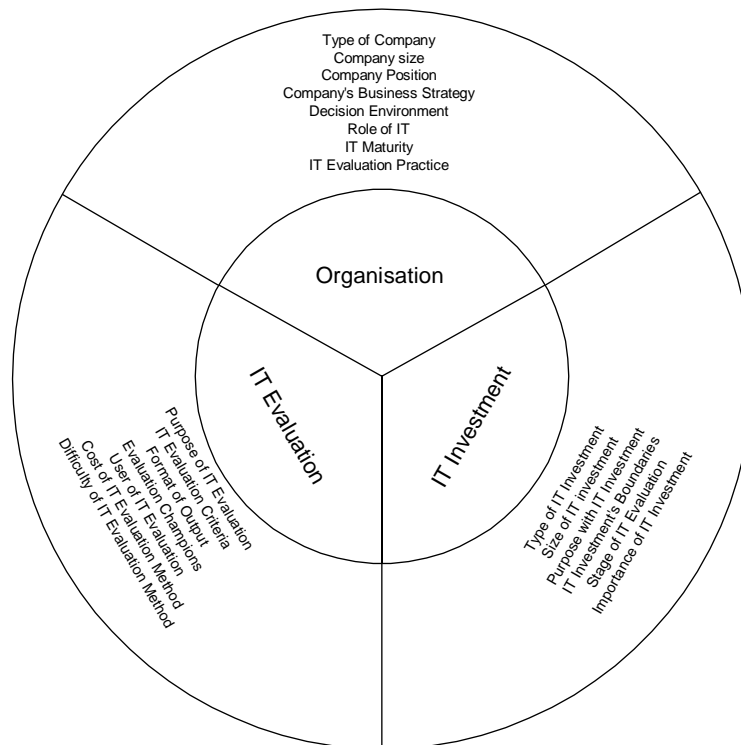 Type of Company
Company size
Company Position
Company's Business Strategy
Decision Environment
Role of IT
IT Maturity
IT Evaluation Practice
Organisation
IT Evaluation
IT Investment
Purpose of IT Evaluation
IT Evaluation Criteria
Format of Output
Evaluation Champions
User of IT Evaluation
Cost of IT Evaluation Method
Difficulty of IT Evaluation Method
Type of IT Investment
Size of IT investment
Purpose with IT Investment
IT Investment's Boundaries
Stage of IT Evaluation
Importance of IT Investment